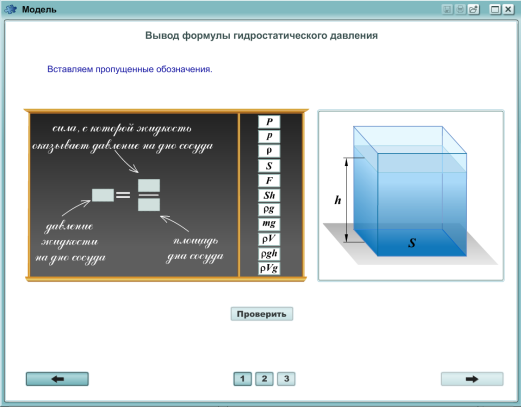 Модель
Вывод формулы гидростатического давления
Вставляем пропущенные обозначения.
сила, с которой жидкость
оказывает давление на дно сосуда
=
давление
жидкости
на дно сосуда
площадь
дна сосуда
P
p
ρ
S
F
Sh
ρg
mg
ρV
ρgh
ρVg
h
S
Проверить
1 2 3